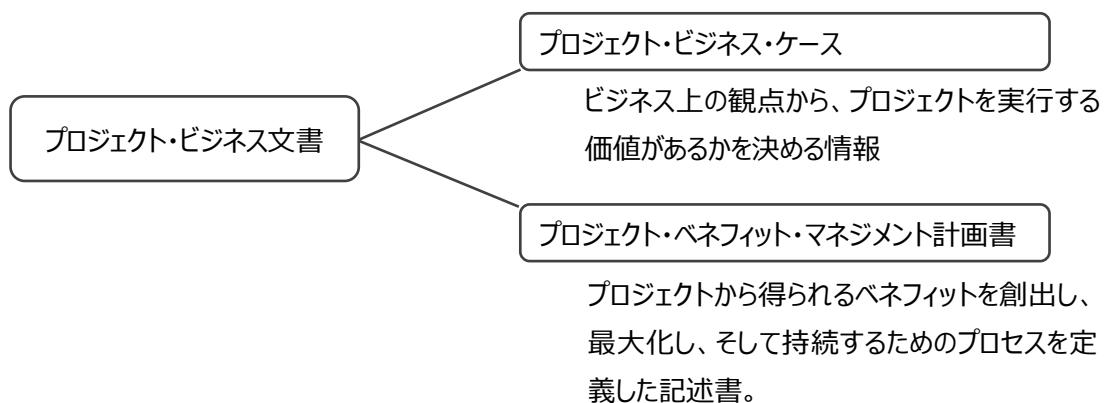 プロジェクト・ビジネス・ケース
ビジネス上の観点から、プロジェクトを実行する
価値があるかを決める情報
プロジェクト・ビジネス文書
プロジェクト・ベネフィット・マネジメント計画書
プロジェクトから得られるベネフィットを創出し、
最大化し、そして持続するためのプロセスを定
義した記述書。